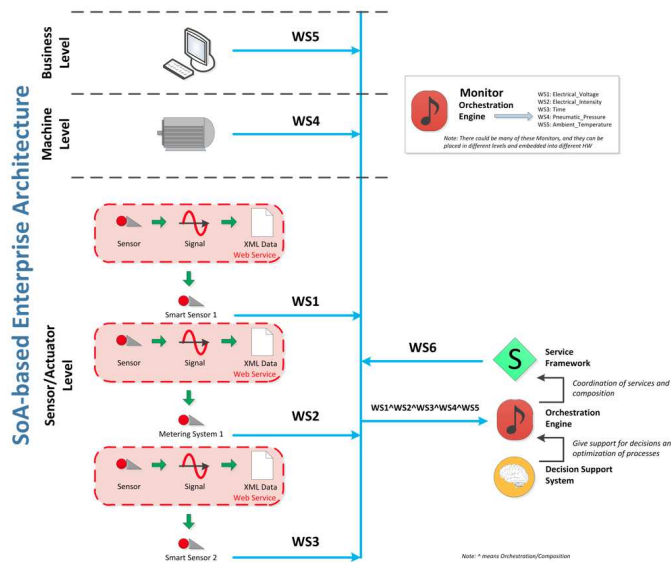 SoA-based Enterprise Architecture
Business
Level
WS5
Machine
Level
WS4
Monitor
Orchestration
Engine
WS1: Electrical_Voltage
WS2: Electrical_Intensity
WS3: Time
WS4: Pneumatic_Pressure
WS5: Ambient_Temperature
Note: There could be many of these Monitors, and they can be
placed in different levels and embedded into different HW
Sensor/Actuator
Level
Sensor
Signal
XML Data
Web Service
Smart Sensor 1
WS1
Sensor
Signal
XML Data
Web Service
Metering System 1
WS2
Sensor
Signal
XML Data
Web Service
Smart Sensor 2
WS3
WS6
S
Service
Framework
Coordination of services and
composition
WS1^WS2^WS3^WS4^WS5
Orchestration
Engine
Give support for decisions an
optimization of processes
Decision Support
System
Note: ^ means Orchestration/Composition